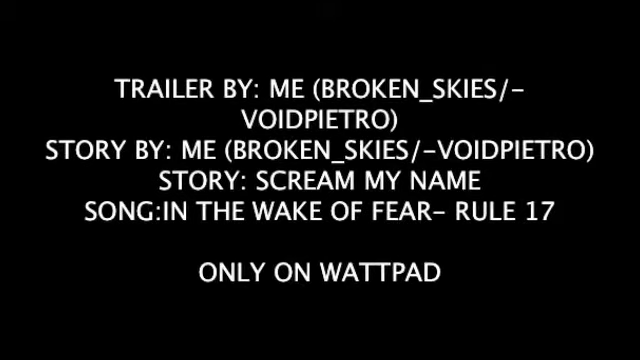 TRAILER BY: ME (BROKEN_SKIES/-
VOIDPIETRO)
STORY BY: ME (BROKEN_SKIES/-VOIDPIETRO)
STORY: SCREAM MY NAME
SONG:IN THE WAKE OF FEAR- RULE 17
ONLY ON WATTPAD